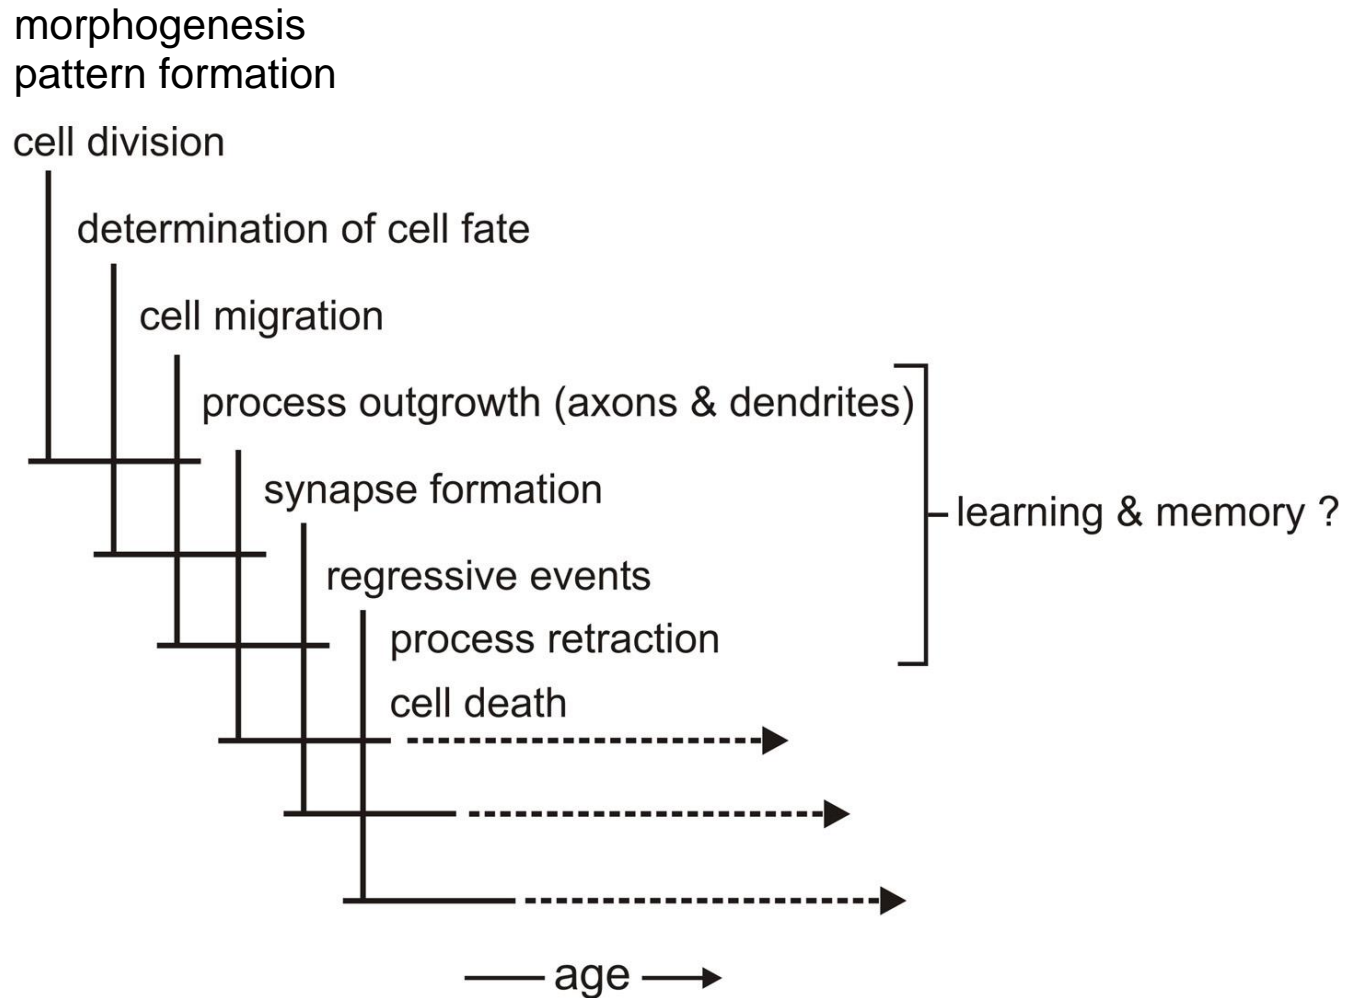 morphogenesis
pattern formation
cell division
determination of cell fate
cell migration
process outgrowth (axons & dendrites)
synapse formation
learning & memory ?
regressive events
process retraction
cell death
age